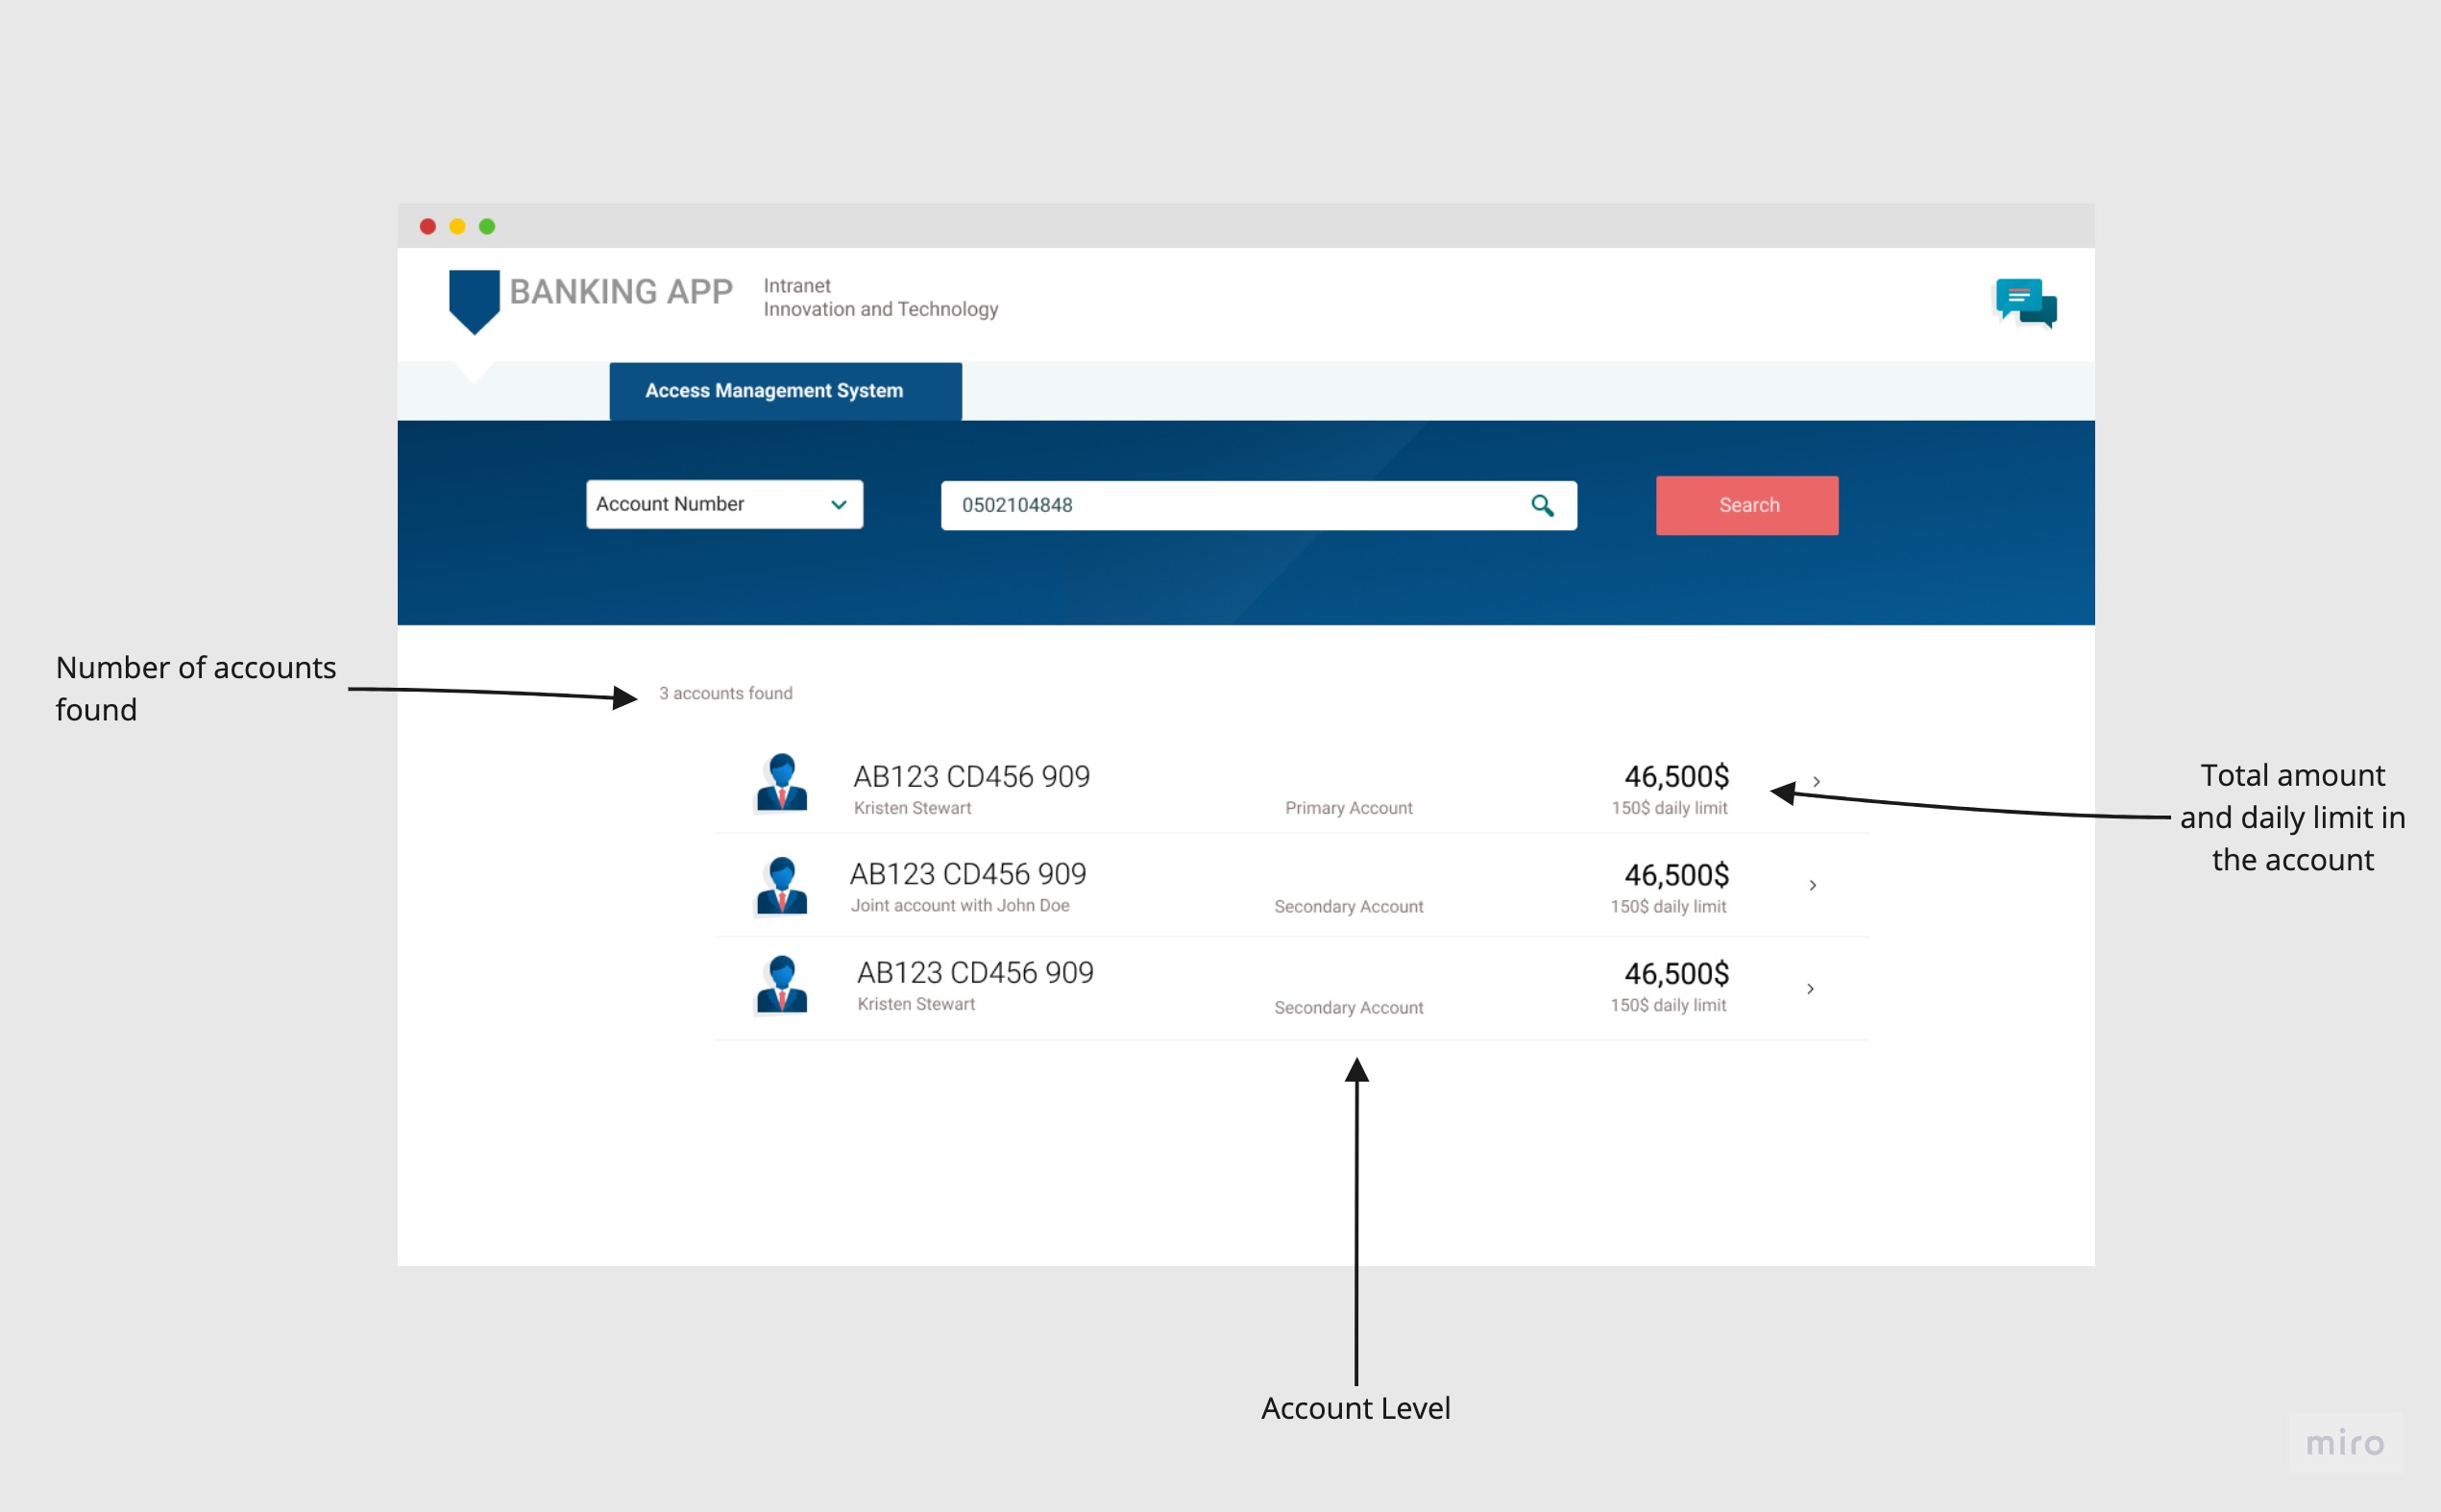 BANKING APP
Intranet
Innovation and Technology
Access Management System
Account Number
0502104848
Search
Number of accounts
found
3 accounts found
AB123 CD456 909
Kristen Stewart
Primary Account
46,500$
150$ daily limit
Total amount
and daily limit in
the account
AB123 CD456 909
Joint account with John Doe
Secondary Account
46,500$
150$ daily limit
AB123 CD456 909
Kristen Stewart
Secondary Account
46,500$
150$ daily limit
Account Level
miro